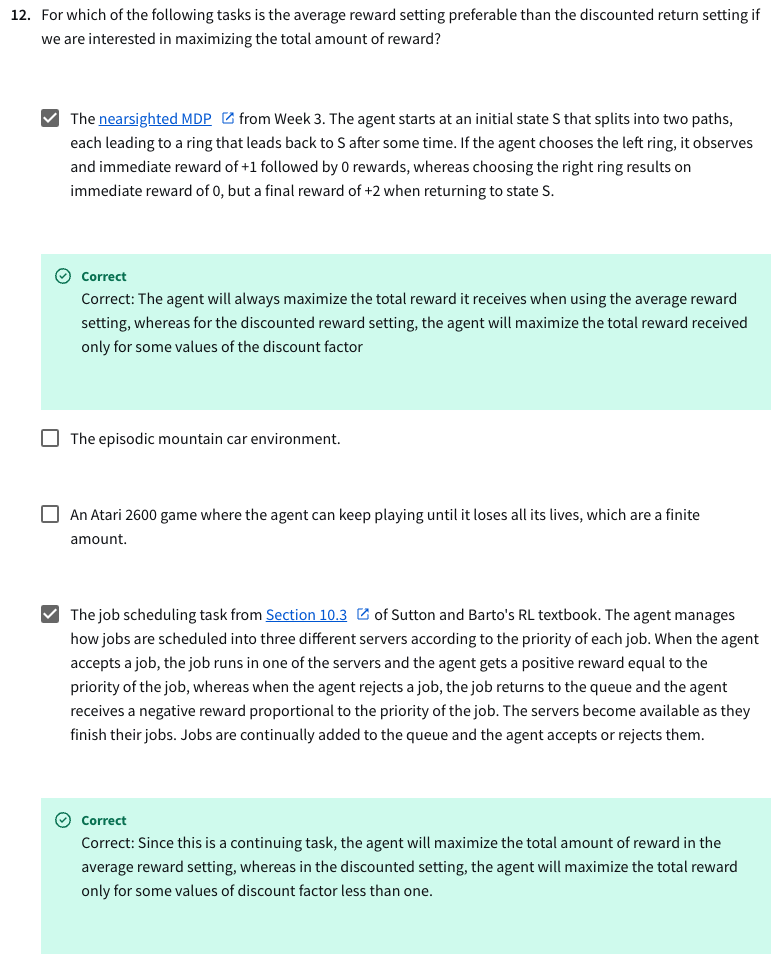 12. For which of the following tasks is the average reward setting preferable than the discounted return setting if
we are interested in maximizing the total amount of reward?
The nearsighted MDP from Week 3. The agent starts at an initial state S that splits into two paths,
each leading to a ring that leads back to S after some time. If the agent chooses the left ring, it observes
and immediate reward of +1 followed by 0 rewards, whereas choosing the right ring results on
immediate reward of 0, but a final reward of +2 when returning to state S.
Correct
Correct: The agent will always maximize the total reward it receives when using the average reward
setting, whereas for the discounted reward setting, the agent will maximize the total reward received
only for some values of the discount factor
The episodic mountain car environment.
An Atari 2600 game where the agent can keep playing until it loses all its lives, which are a finite
amount.
The job scheduling task from Section 10.3 of Sutton and Barto's RL textbook. The agent manages
how jobs are scheduled into three different servers according to the priority of each job. When the agent
accepts a job, the job runs in one of the servers and the agent gets a positive reward equal to the
priority of the job, whereas when the agent rejects a job, the job returns to the queue and the agent
receives a negative reward proportional to the priority of the job. The servers become available as they
finish their jobs. Jobs are continually added to the queue and the agent accepts or rejects them.
Correct
Correct: Since this is a continuing task, the agent will maximize the total amount of reward in the
average reward setting, whereas in the discounted setting, the agent will maximize the total reward
only for some values of discount factor less than one.